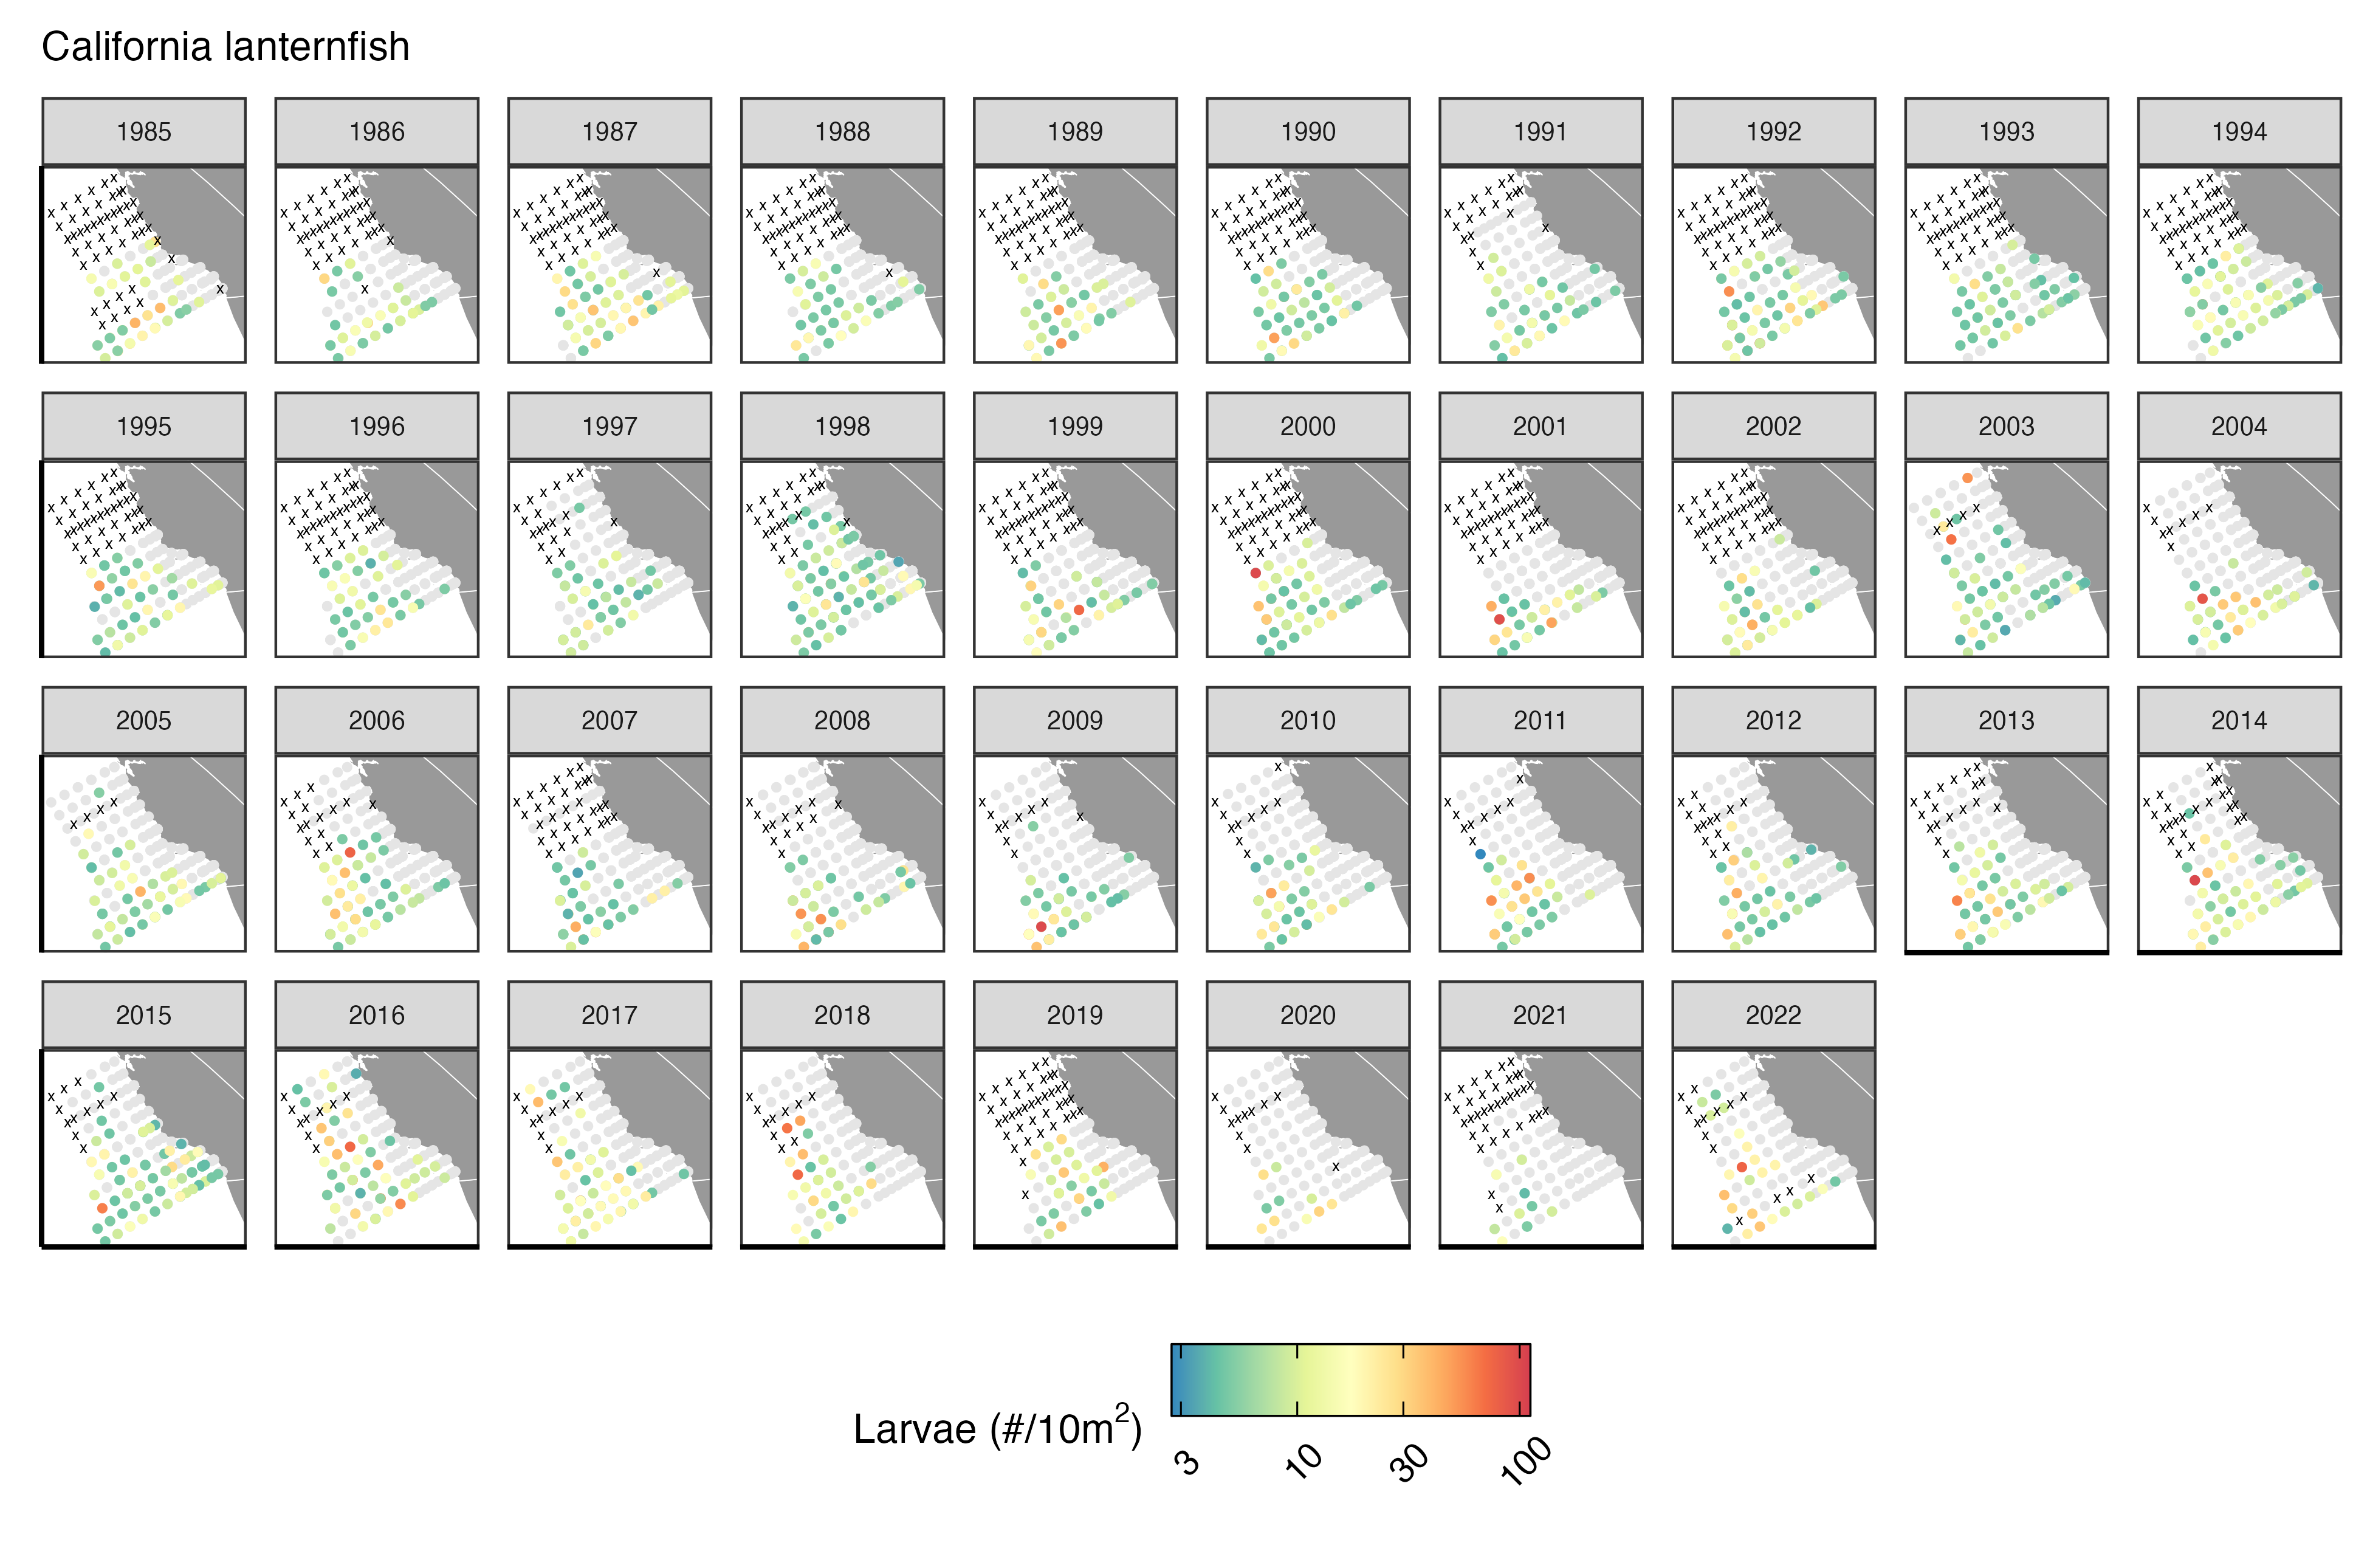 California lanternfish
1985 1986 1987 1988 1989 1990 1991 1992 1993 1994
1995 1996 1997 1998 1999 2000 2001 2002 2003 2004
2005 2006 2007 2008 2009 2010 2011 2012 2013 2014
2015 2016 2017 2018 2019 2020 2021 2022
Larvae (#/10m²)
3 10 30 100